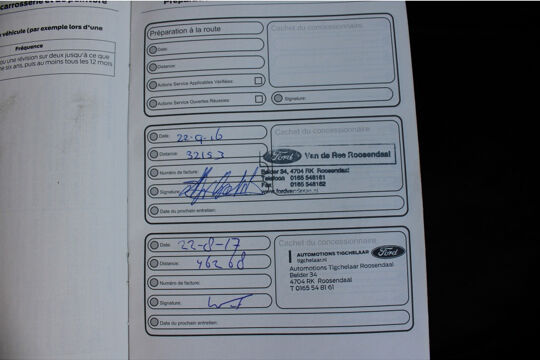 carrosserie et de peinture
véhicule (par exemple lors d'une
Fréquence
ou une révision sur deux jusqu'à ce que
six ans, puis au moins tous les 12 mois
Préparation à la route
Date:
Distance:
Actions Service Applicables Vérifiées:
Actions Service Ouvertes Réussies:
Cachet du concessionnaire
Signature:
Date: 22-9-16
Distance: 32153
Numéro de facture:
Signature:
Date du prochain entretien:
Cachet du concessionnaire
Ford Van de Ree Roosendaal
Belder 34, 4704 RK Roosendaal
Telefoon 0165 548161
Fax 0165 548162
Date: 22-8-17
Distance: 46268
Numéro de facture:
Signature:
Date du prochain entretien:
Cachet du concessionnaire
AUTOMOTIONS TIGCHELAAR Ford
tigchelaar.nl
Automotions Tigchelaar Roosendaal
Belder 34
4704 RK Roosendaal
T 0165 54 81 61